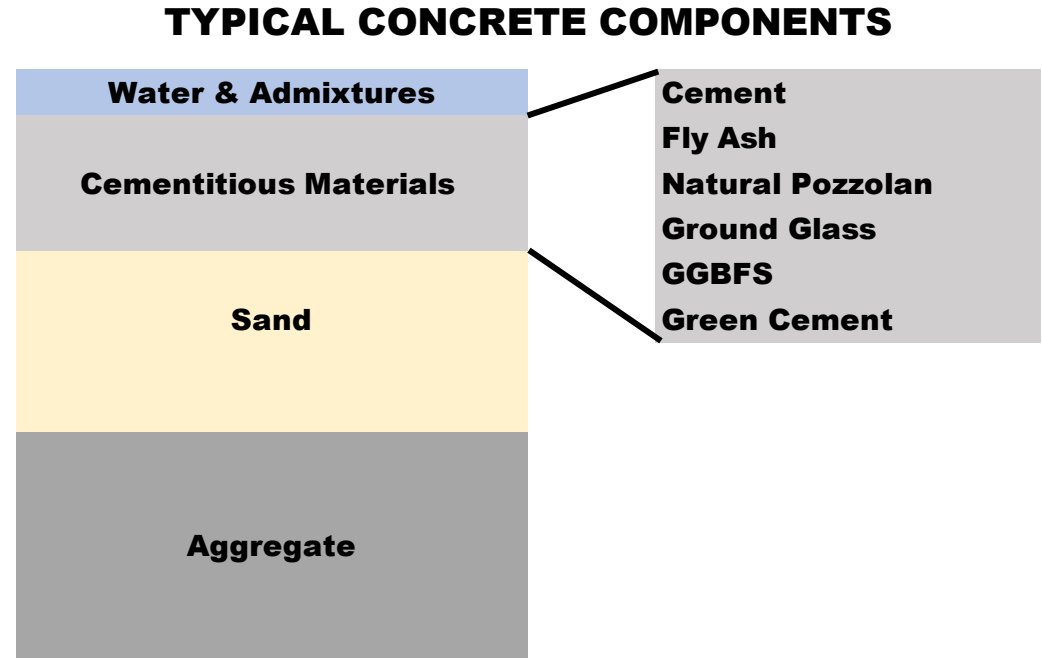 TYPICAL CONCRETE COMPONENTS
Water & Admixtures
Cementitious Materials
Sand
Aggregate
Cement
Fly Ash
Natural Pozzolan
Ground Glass
GGBFS
Green Cement